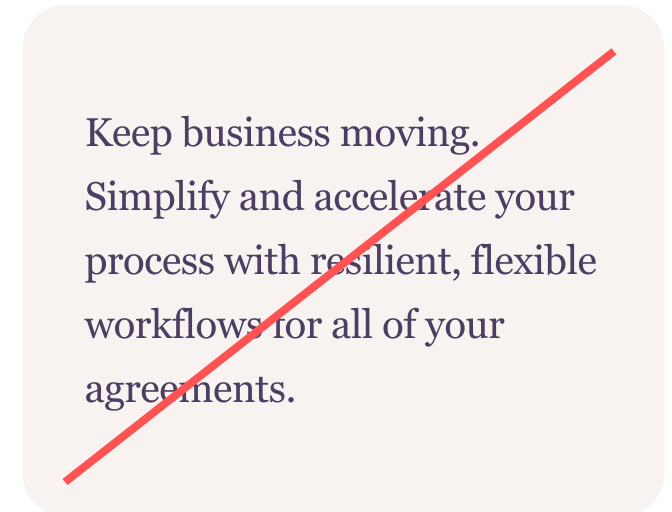 Keep business moving.
Simplify and accelerate your
process with resilient, flexible
workflows for all of your
agreements.